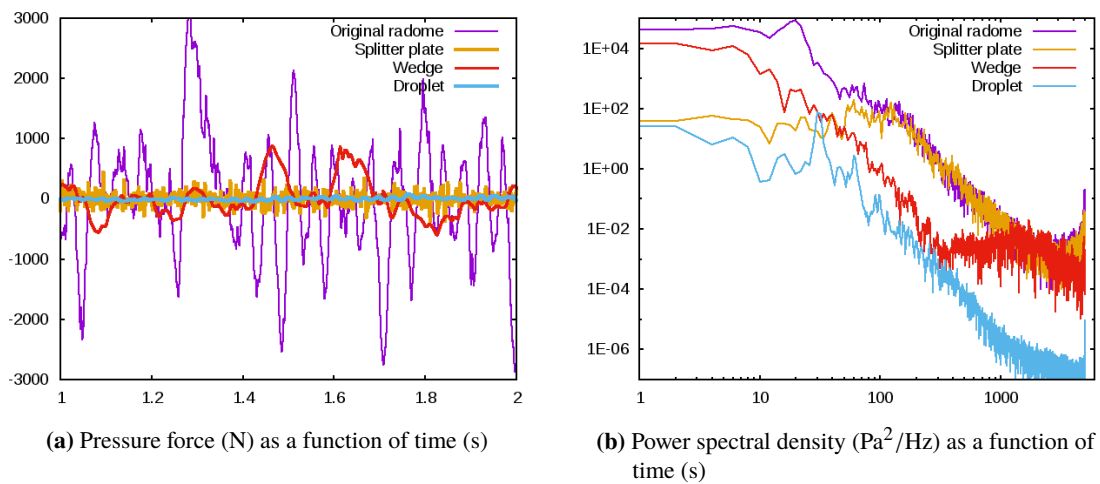 3000
2000
1000
0
-1000
-2000
-3000
1
1.2
1.4
1.6
1.8
2
Original radome
Splitter plate
Wedge
Droplet
(a) Pressure force (N) as a function of time (s)
1E+04
1E+02
1E+00
1E-02
1E-04
1E-06
1
10
100
1000
Original radome
Splitter plate
Wedge
Droplet
(b) Power spectral density (Pa²/Hz) as a function of
time (s)